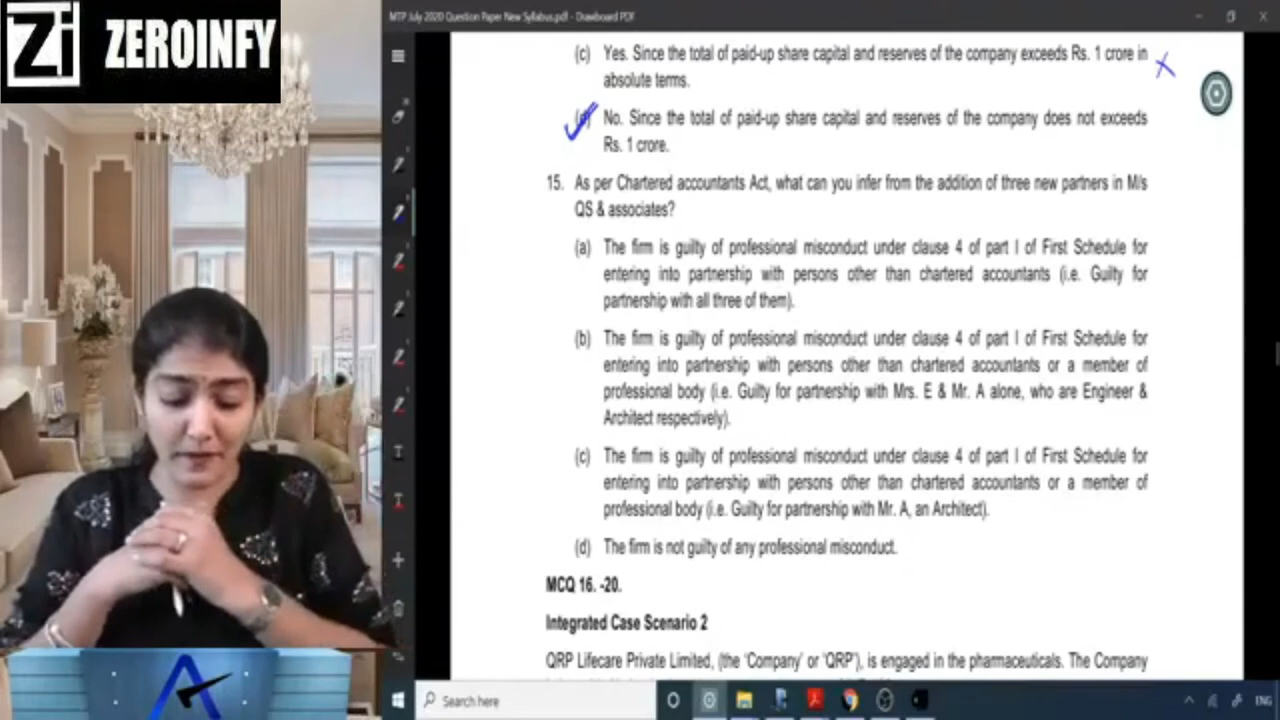 Zi ZEROINFY
MTP July 2020 Question Paper New Syllabus.pdf - Drawboard PDF
(c) Yes. Since the total of paid-up share capital and reserves of the company exceeds Rs. 1 crore in
absolute terms.
No. Since the total of paid-up share capital and reserves of the company does not exceeds
Rs. 1 crore.
15. As per Chartered accountants Act, what can you infer from the addition of three new partners in M/s
QS & associates?
(a) The firm is guilty of professional misconduct under clause 4 of part I of First Schedule for
entering into partnership with persons other than chartered accountants (i.e. Guilty for
partnership with all three of them).
(b) The firm is guilty of professional misconduct under clause 4 of part I of First Schedule for
entering into partnership with persons other than chartered accountants or a member of
professional body (i.e. Guilty for partnership with Mrs. E & Mr. A alone, who are Engineer &
Architect respectively).
(c) The firm is guilty of professional misconduct under clause 4 of part I of First Schedule for
entering into partnership with persons other than chartered accountants or a member of
professional body (i.e. Guilty for partnership with Mr. A, an Architect).
(d) The firm is not guilty of any professional misconduct.
MCQ 16. -20.
Integrated Case Scenario 2
QRP Lifecare Private Limited, (the 'Company' or 'QRP'), is engaged in the pharmaceuticals. The Company
Search here
ENG